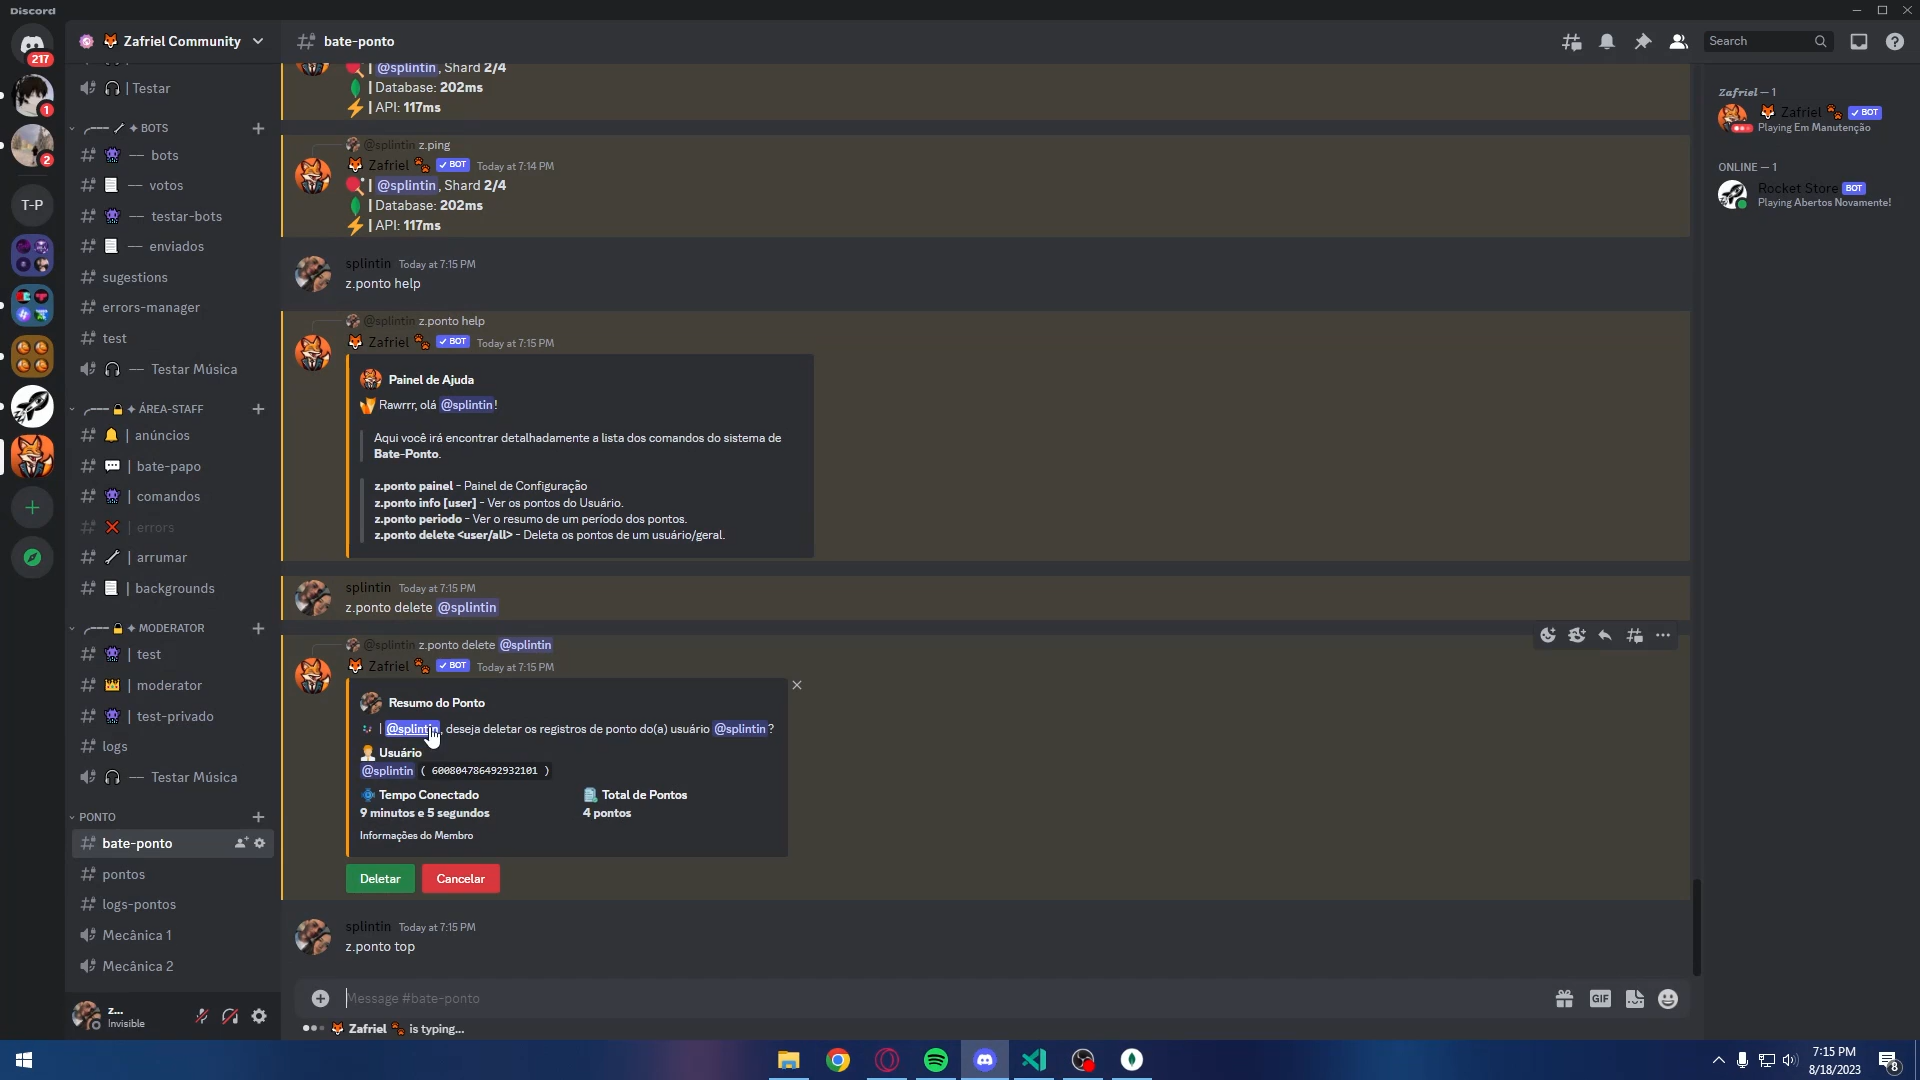 Discord
Zafriel Community
bate-ponto
Search
217
1
2
T-P
| Testar
✦ BOTS
— bots
— votos
— testar-bots
— enviados
sugestions
errors-manager
test
— Testar Música
✦ ÁREA-STAFF
| anúncios
| bate-papo
| comandos
| errors
| arrumar
| backgrounds
✦ MODERATOR
| test
| moderator
| test-privado
logs
— Testar Música
PONTO
bate-ponto
pontos
logs-pontos
Mecânica 1
Mecânica 2
z...
Invisible
| @splintin, Shard 2/4
| Database: 202ms
| API: 117ms
@splintin z.ping
Zafriel BOT Today at 7:14 PM
| @splintin, Shard 2/4
| Database: 202ms
| API: 117ms
splintin Today at 7:15 PM
z.ponto help
@splintin z.ponto help
Zafriel BOT Today at 7:15 PM
Painel de Ajuda
Rawrrr, olá @splintin!
Aqui você irá encontrar detalhadamente a lista dos comandos do sistema de
Bate-Ponto.
z.ponto painel - Painel de Configuração
z.ponto info [user] - Ver os pontos do Usuário.
z.ponto periodo - Ver o resumo de um período dos pontos.
z.ponto delete <user/all> - Deleta os pontos de um usuário/geral.
splintin Today at 7:15 PM
z.ponto delete @splintin
@splintin z.ponto delete @splintin
Zafriel BOT Today at 7:15 PM
Resumo do Ponto
| @splintin, deseja deletar os registros de ponto do(a) usuário @splintin?
Usuário
@splintin ( 600804786492932101 )
Tempo Conectado Total de Pontos
9 minutos e 5 segundos 4 pontos
Informações do Membro
Deletar Cancelar
splintin Today at 7:15 PM
z.ponto top
Message #bate-ponto
GIF
Zafriel is typing...
Zafriel — 1
Zafriel BOT
Playing Em Manutenção
ONLINE — 1
Rocket Store BOT
Playing Abertos Novamente!
7:15 PM
8/18/2023
8